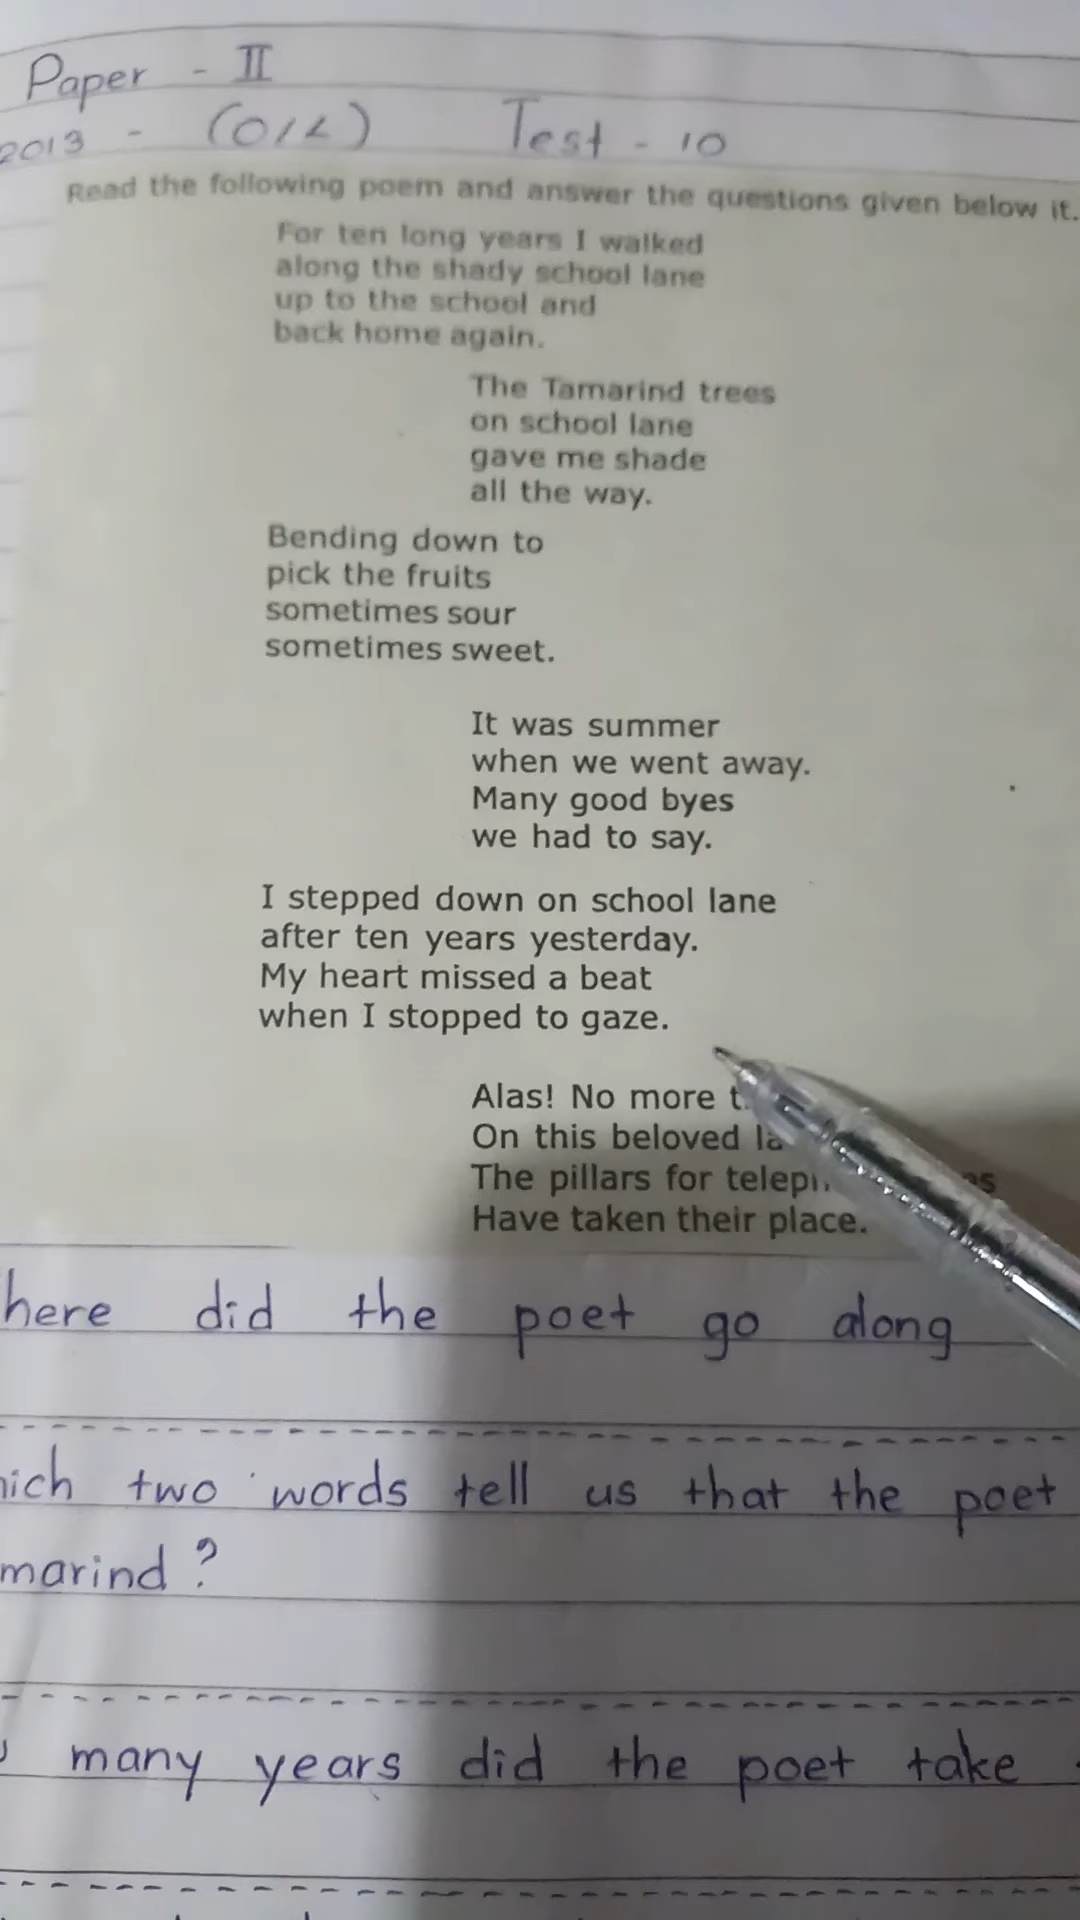 Paper - II
2013 - (O/L) Test - 10
Read the following poem and answer the questions given below it.
For ten long years I walked
along the shady school lane
up to the school and
back home again.
The Tamarind trees
on school lane
gave me shade
all the way.
Bending down to
pick the fruits
sometimes sour
sometimes sweet.
It was summer
when we went away.
Many good byes
we had to say.
I stepped down on school lane
after ten years yesterday.
My heart missed a beat
when I stopped to gaze.
Alas! No more
On this beloved
The pillars for
Have taken their place.
here did the poet go along
hich two words tell us that the poet
marind ?
many years did the poet take